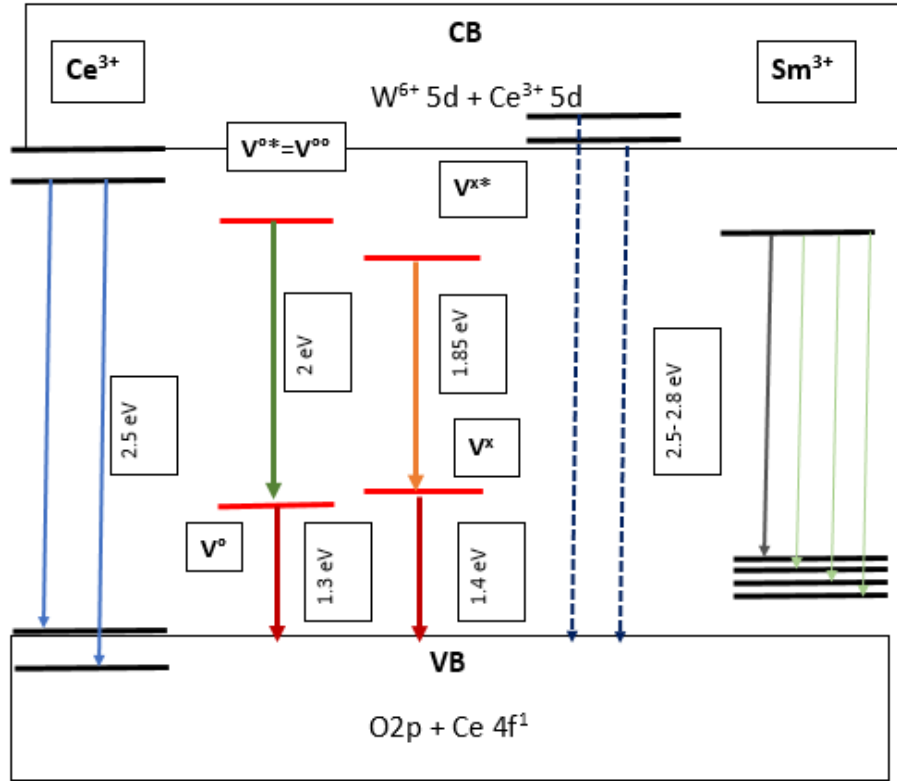 CB
Ce³⁺
Sm³⁺
W⁶⁺ 5d + Ce³⁺ 5d
V°*=V°°
Vˣ*
2 eV
1.85 eV
2.5 eV
2.5- 2.8 eV
Vˣ
V°
1.3 eV
1.4 eV
VB
O2p + Ce 4f¹